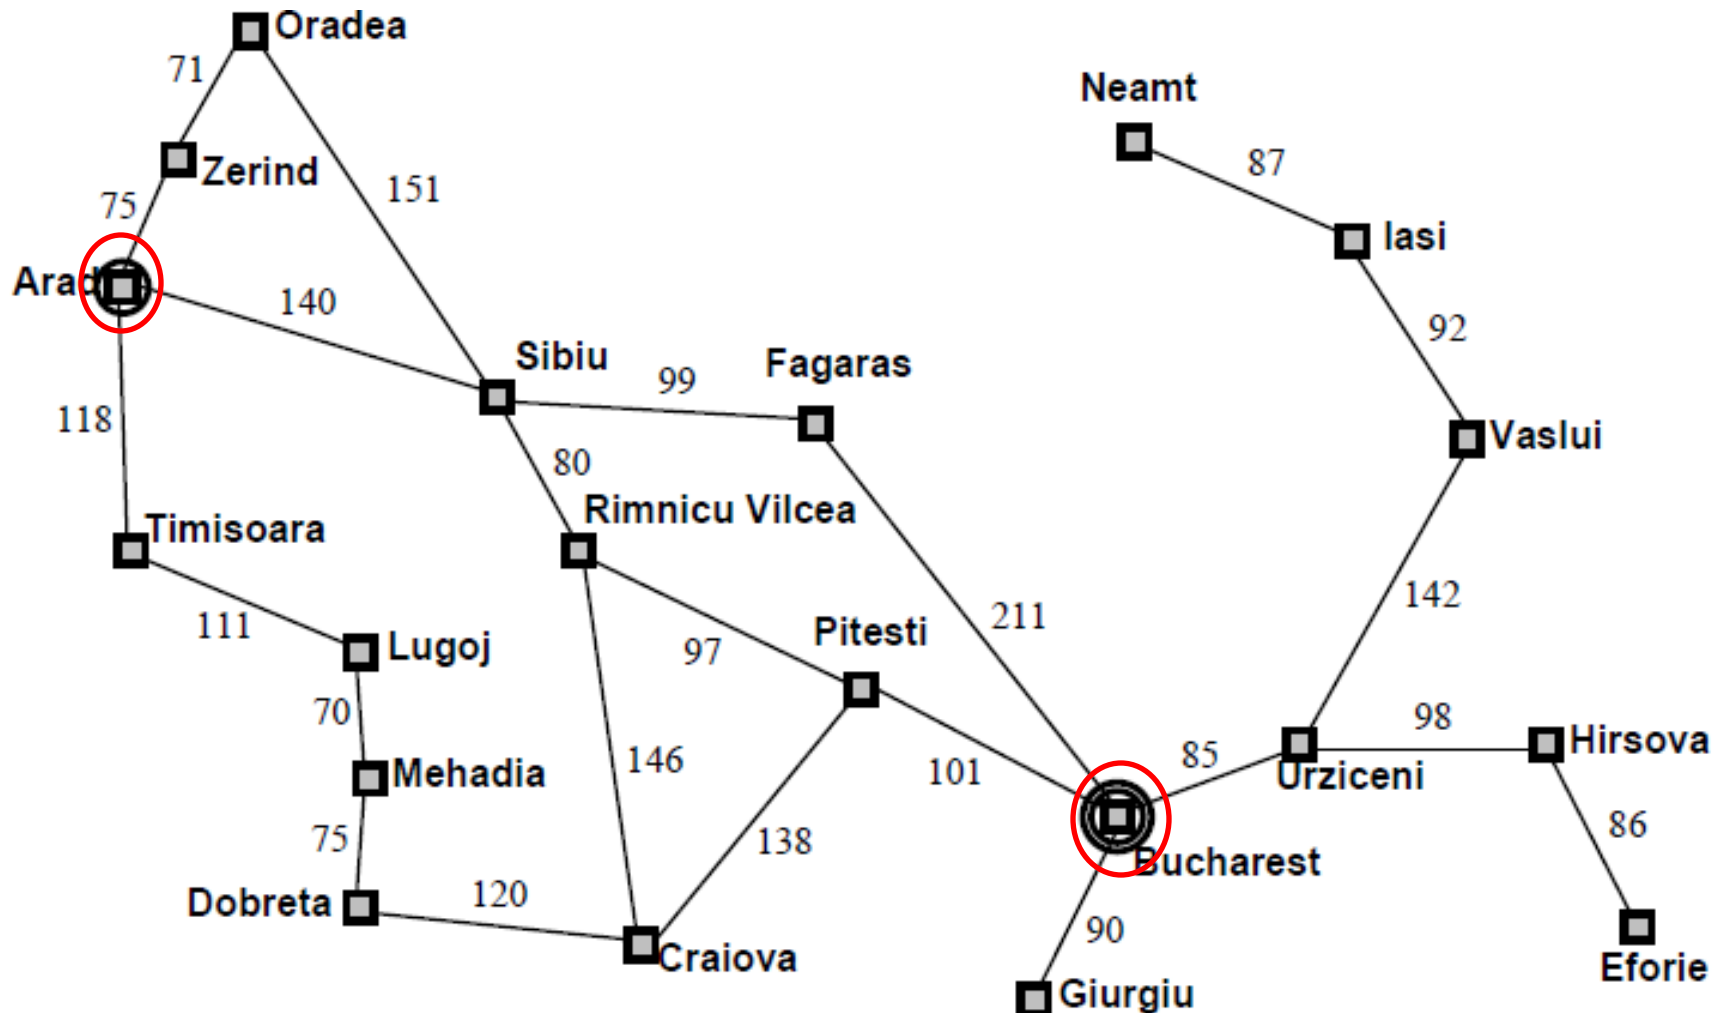 Oradea
71
Neamt
87
Zerind
151
75
Iasi
Arad
140
92
Sibiu
Fagaras
99
118
Vaslui
80
Rimnicu Vilcea
Timisoara
142
211
111
Pitesti
Lugoj
97
70
98
Hirsova
85
146
Mehadia
101
Urziceni
86
75
138
Bucharest
120
Dobreta
90
Craiova
Eforie
Giurgiu